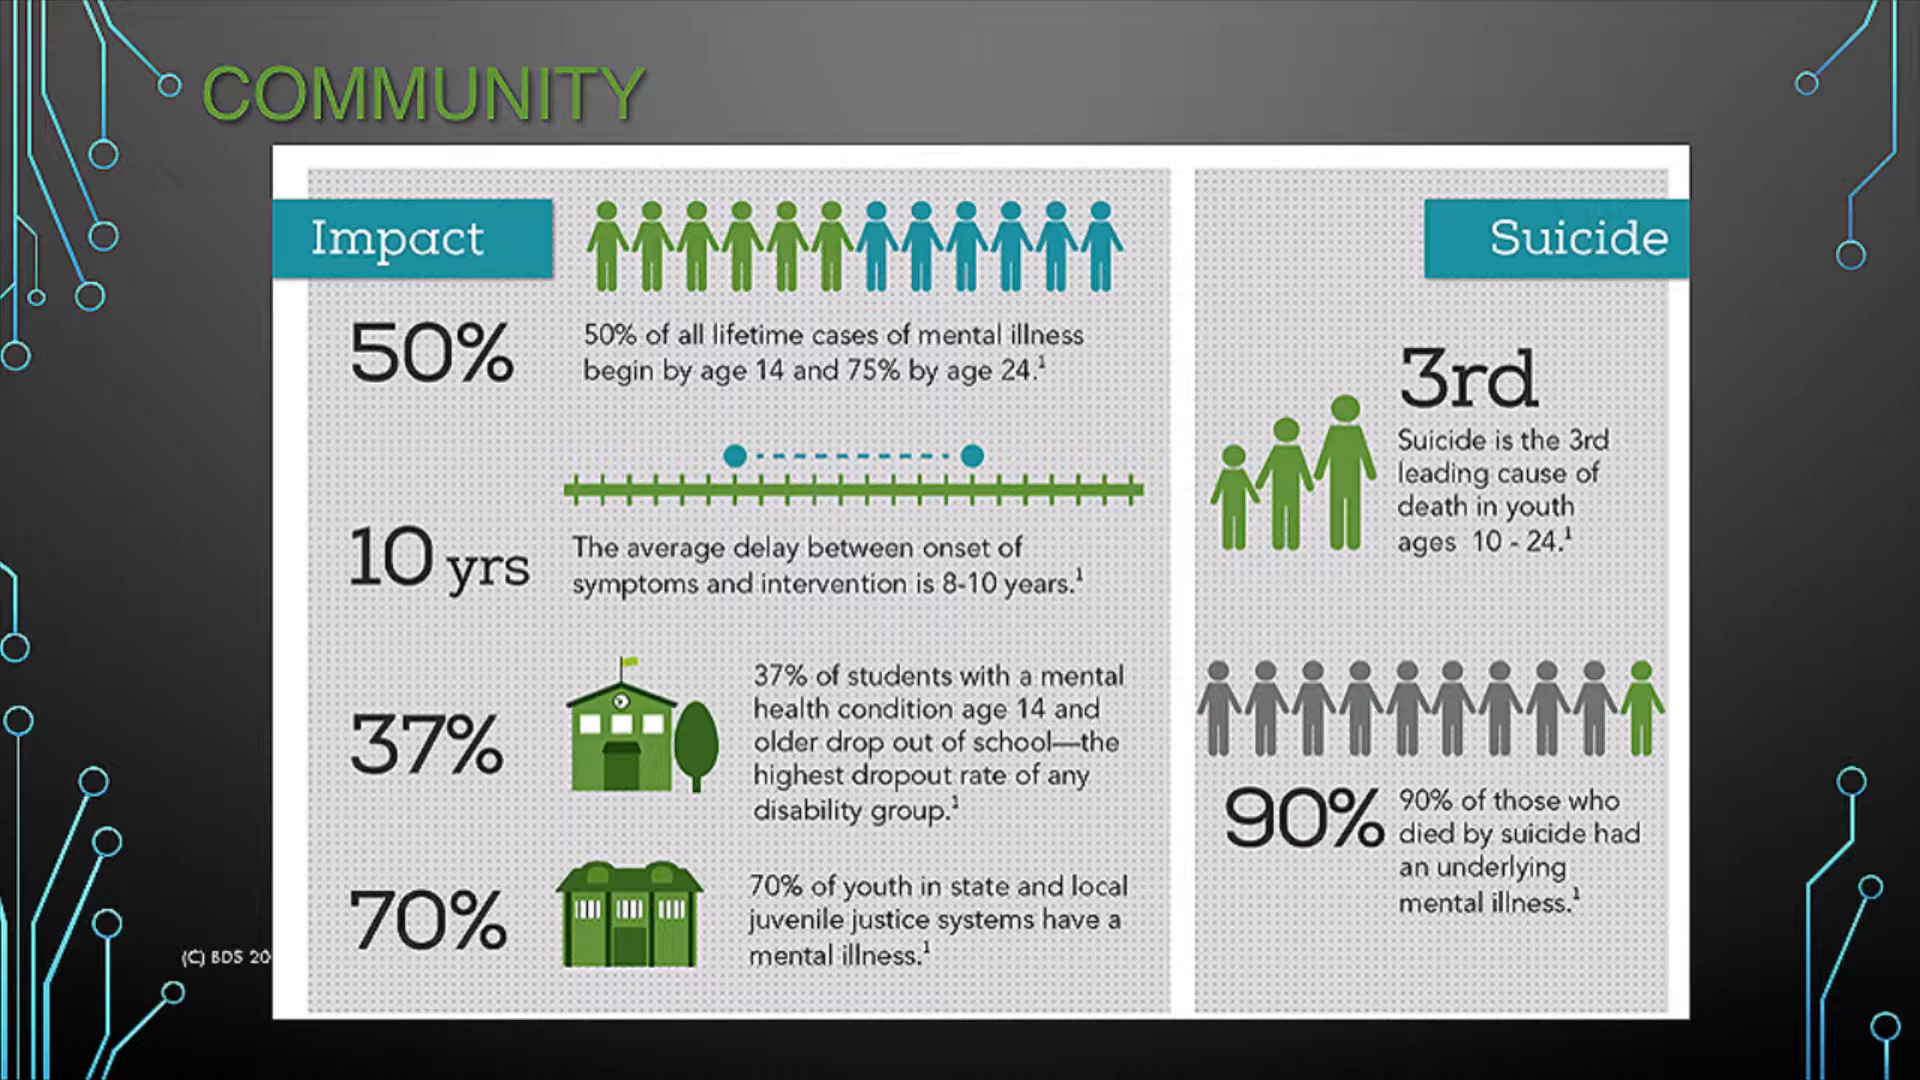 COMMUNITY
Impact
50%
50% of all lifetime cases of mental illness
begin by age 14 and 75% by age 24.¹
10 yrs
The average delay between onset of
symptoms and intervention is 8-10 years.¹
37%
37% of students with a mental
health condition age 14 and
older drop out of school—the
highest dropout rate of any
disability group.¹
70%
70% of youth in state and local
juvenile justice systems have a
mental illness.¹
Suicide
3rd
Suicide is the 3rd
leading cause of
death in youth
ages 10 - 24.¹
90%
90% of those who
died by suicide had
an underlying
mental illness.¹
(C) BDS 20